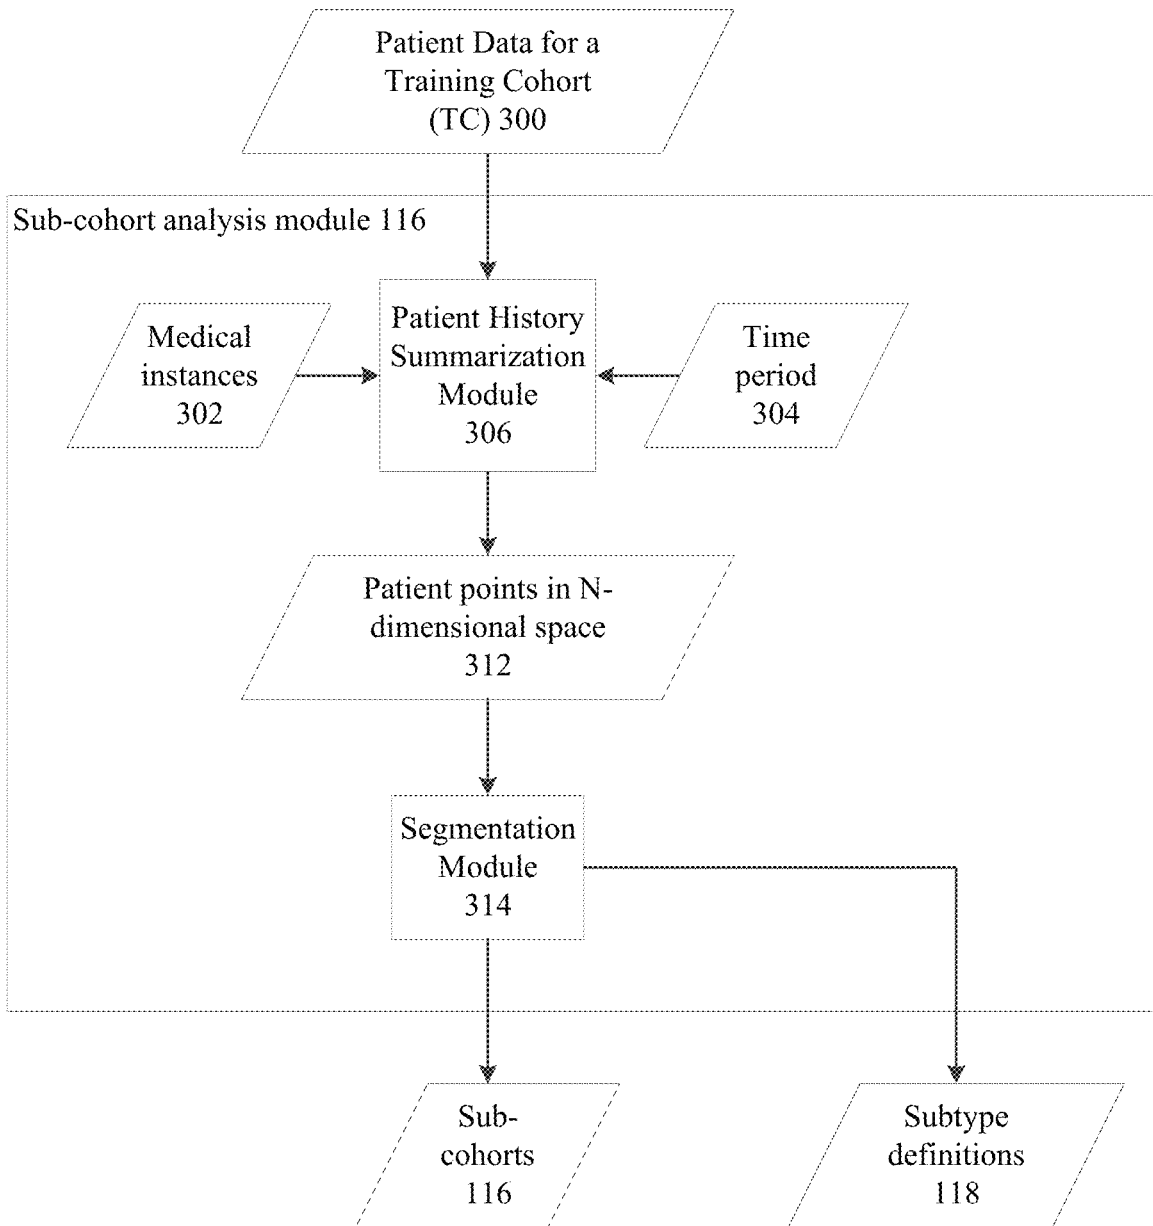 Patient Data for a
Training Cohort
(TC) 300
Sub-cohort analysis module 116
Medical
instances
302
Patient History
Summarization
Module
306
Time
period
304
Patient points in N-
dimensional space
312
Segmentation
Module
314
Sub-
cohorts
116
Subtype
definitions
118